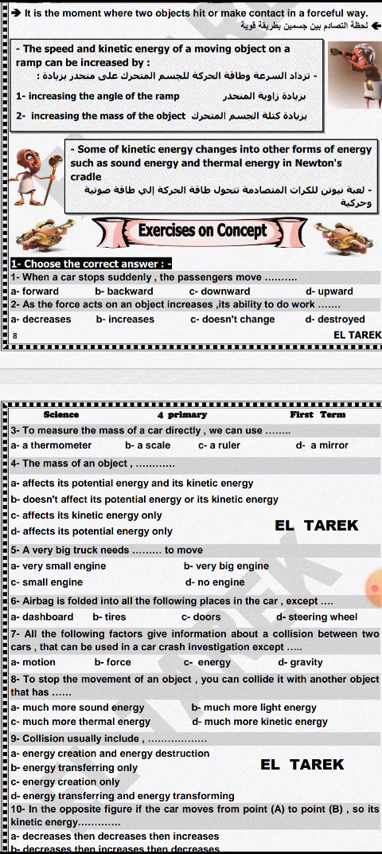 ➔ It is the moment where two objects hit or make contact in a forceful way.
لحظة التصادم بين جسمين بطريقة قوية
- The speed and kinetic energy of a moving object on a
ramp can be increased by :
- تزداد السرعة وطاقة الحركة للجسم المتحرك على منحدر بزيادة :
1- increasing the angle of the ramp بزيادة زاوية المنحدر
2- increasing the mass of the object بزيادة كتلة الجسم المتحرك
- Some of kinetic energy changes into other forms of energy
such as sound energy and thermal energy in Newton's
cradle
- لعبة نيوتن للكرات المتصادمة تتحول طاقة الحركة إلي طاقة صوتية
وحركية
Exercises on Concept
1- Choose the correct answer : -
1- When a car stops suddenly , the passengers move ..........
a- forward b- backward c- downward d- upward
2- As the force acts on an object increases ,its ability to do work .......
a- decreases b- increases c- doesn't change d- destroyed
8 EL TAREK
Science 4 primary First Term
3- To measure the mass of a car directly , we can use ........
a- a thermometer b- a scale c- a ruler d- a mirror
4- The mass of an object , ............
a- affects its potential energy and its kinetic energy
b- doesn't affect its potential energy or its kinetic energy
c- affects its kinetic energy only
d- affects its potential energy only
EL TAREK
5- A very big truck needs ......... to move
a- very small engine b- very big engine
c- small engine d- no engine
6- Airbag is folded into all the following places in the car , except ....
a- dashboard b- tires c- doors d- steering wheel
7- All the following factors give information about a collision between two
cars , that can be used in a car crash investigation except .....
a- motion b- force c- energy d- gravity
8- To stop the movement of an object , you can collide it with another object
that has ......
a- much more sound energy b- much more light energy
c- much more thermal energy d- much more kinetic energy
9- Collision usually include , ..................
a- energy creation and energy destruction
b- energy transferring only
c- energy creation only
d- energy transferring and energy transforming
EL TAREK
10- In the opposite figure if the car moves from point (A) to point (B) , so its
kinetic energy.............
a- decreases then decreases then increases
b- decreases then increases then decreases